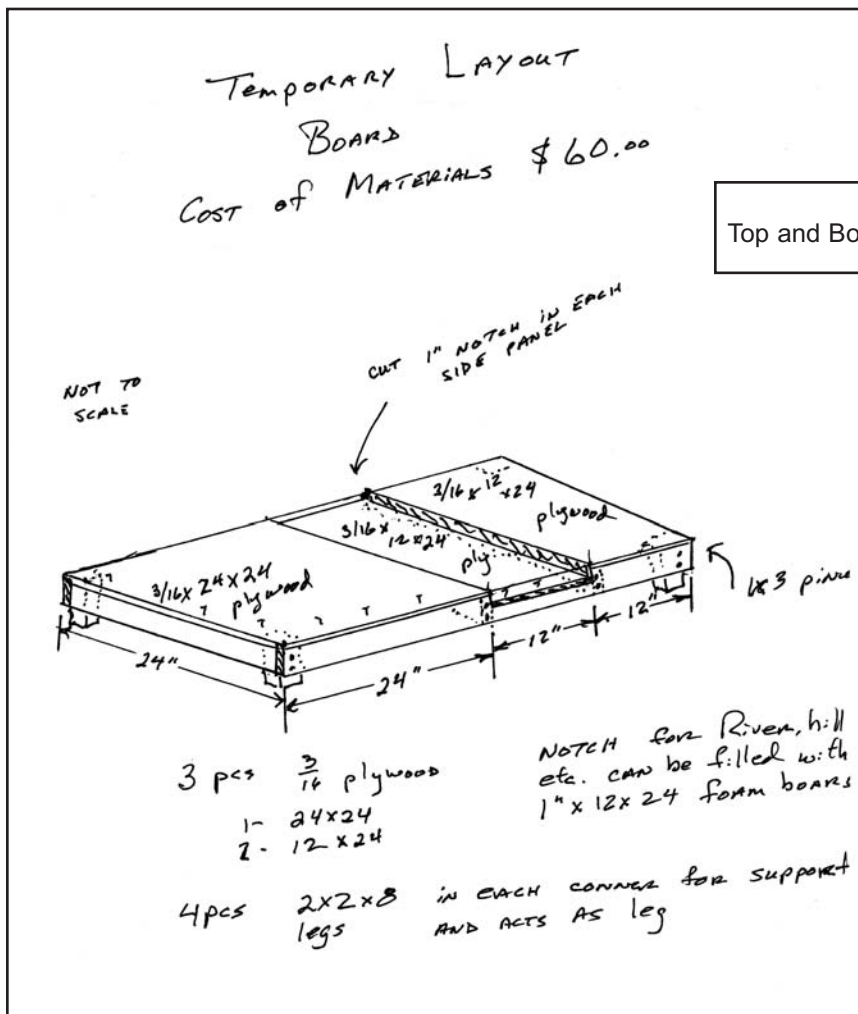 Temporary Layout
Board
Cost of Materials $60.00
Top and Bo
CUT 1" NOTCH IN EACH
SIDE PANEL
NOT TO
SCALE
3/16 x 12 x 24
plywood
3/16 x
12 x 24
ply
3/16 x 24 x 24
plywood
1x3 pine
24"
24"
12"
12"
3 pcs 3/16 plywood
1- 24x24
2- 12x24
NOTCH for River, hill
etc. CAN be filled with
1" x 12 x 24 foam boards
4pcs 2x2x8 in each corner for support
legs AND ACTS AS leg